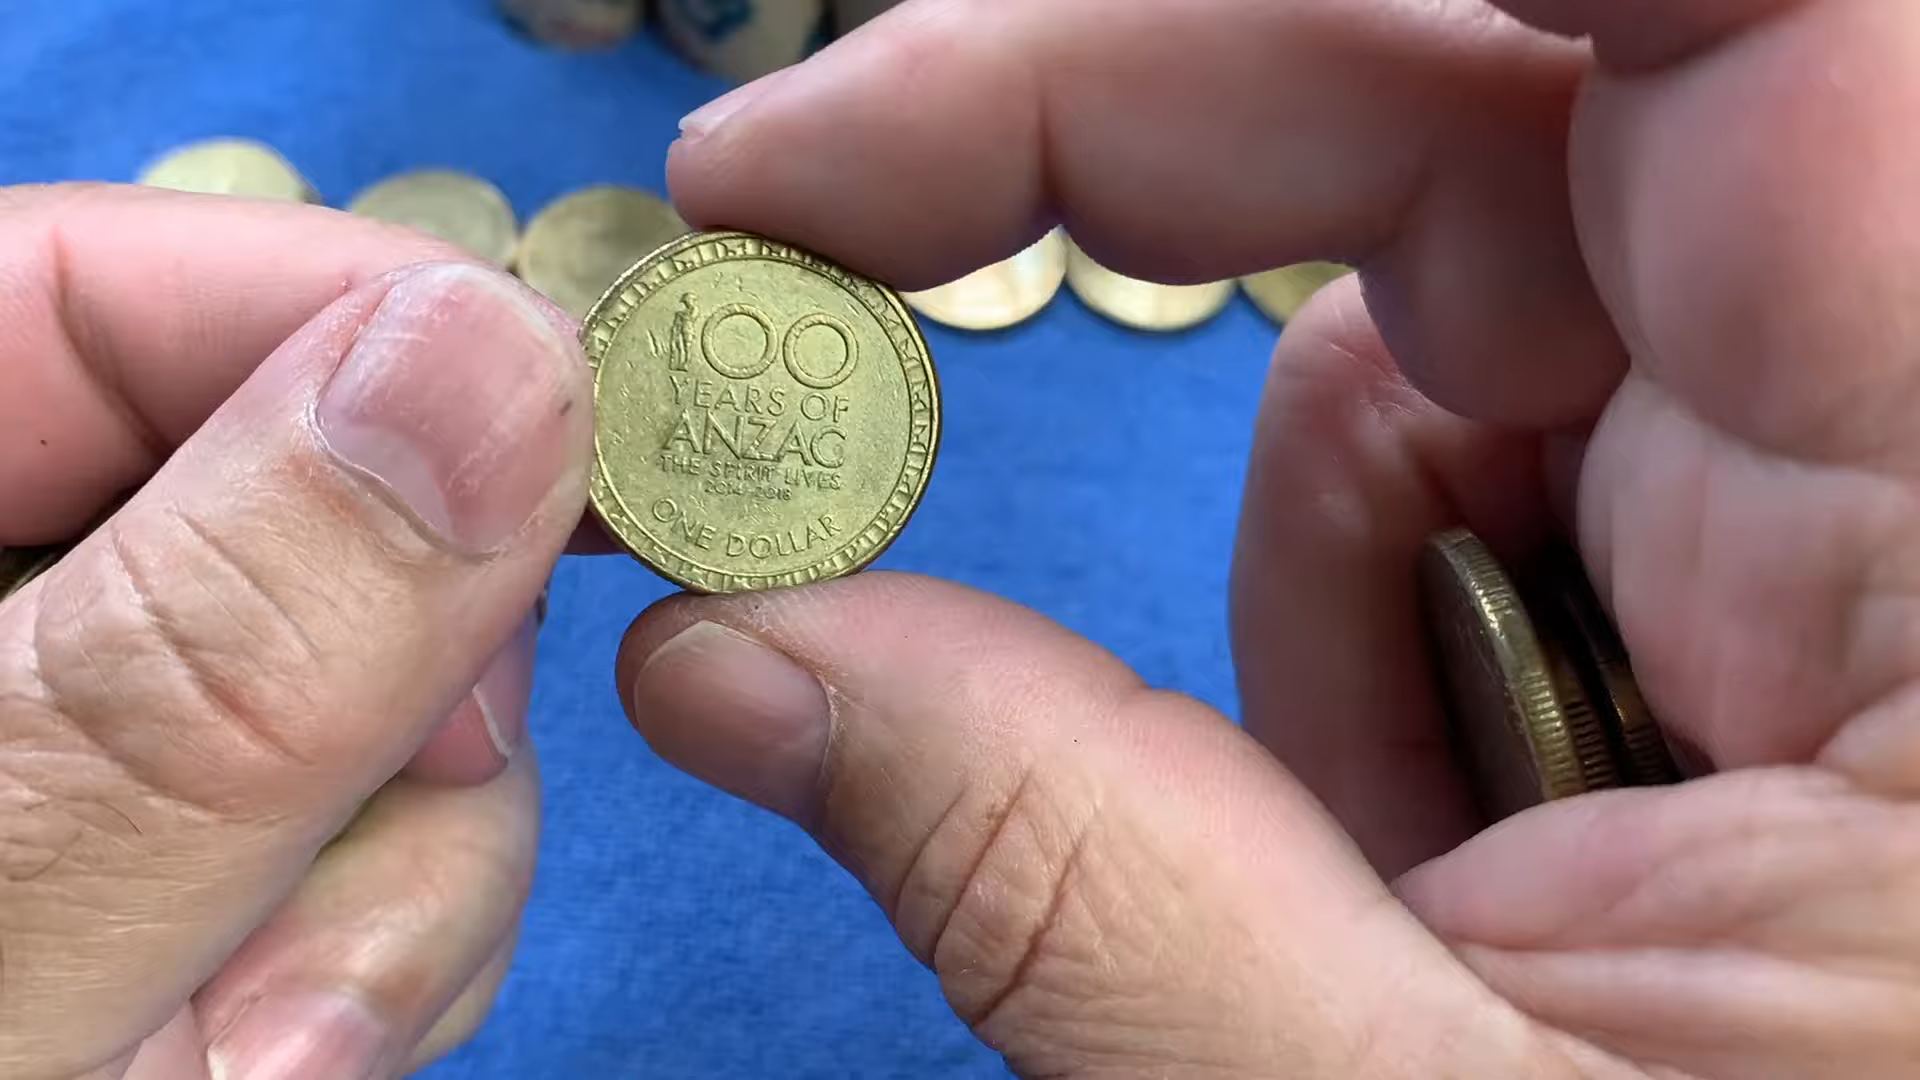 100
YEARS OF
ANZAC
THE SPIRIT LIVES
2014-2018
ONE DOLLAR